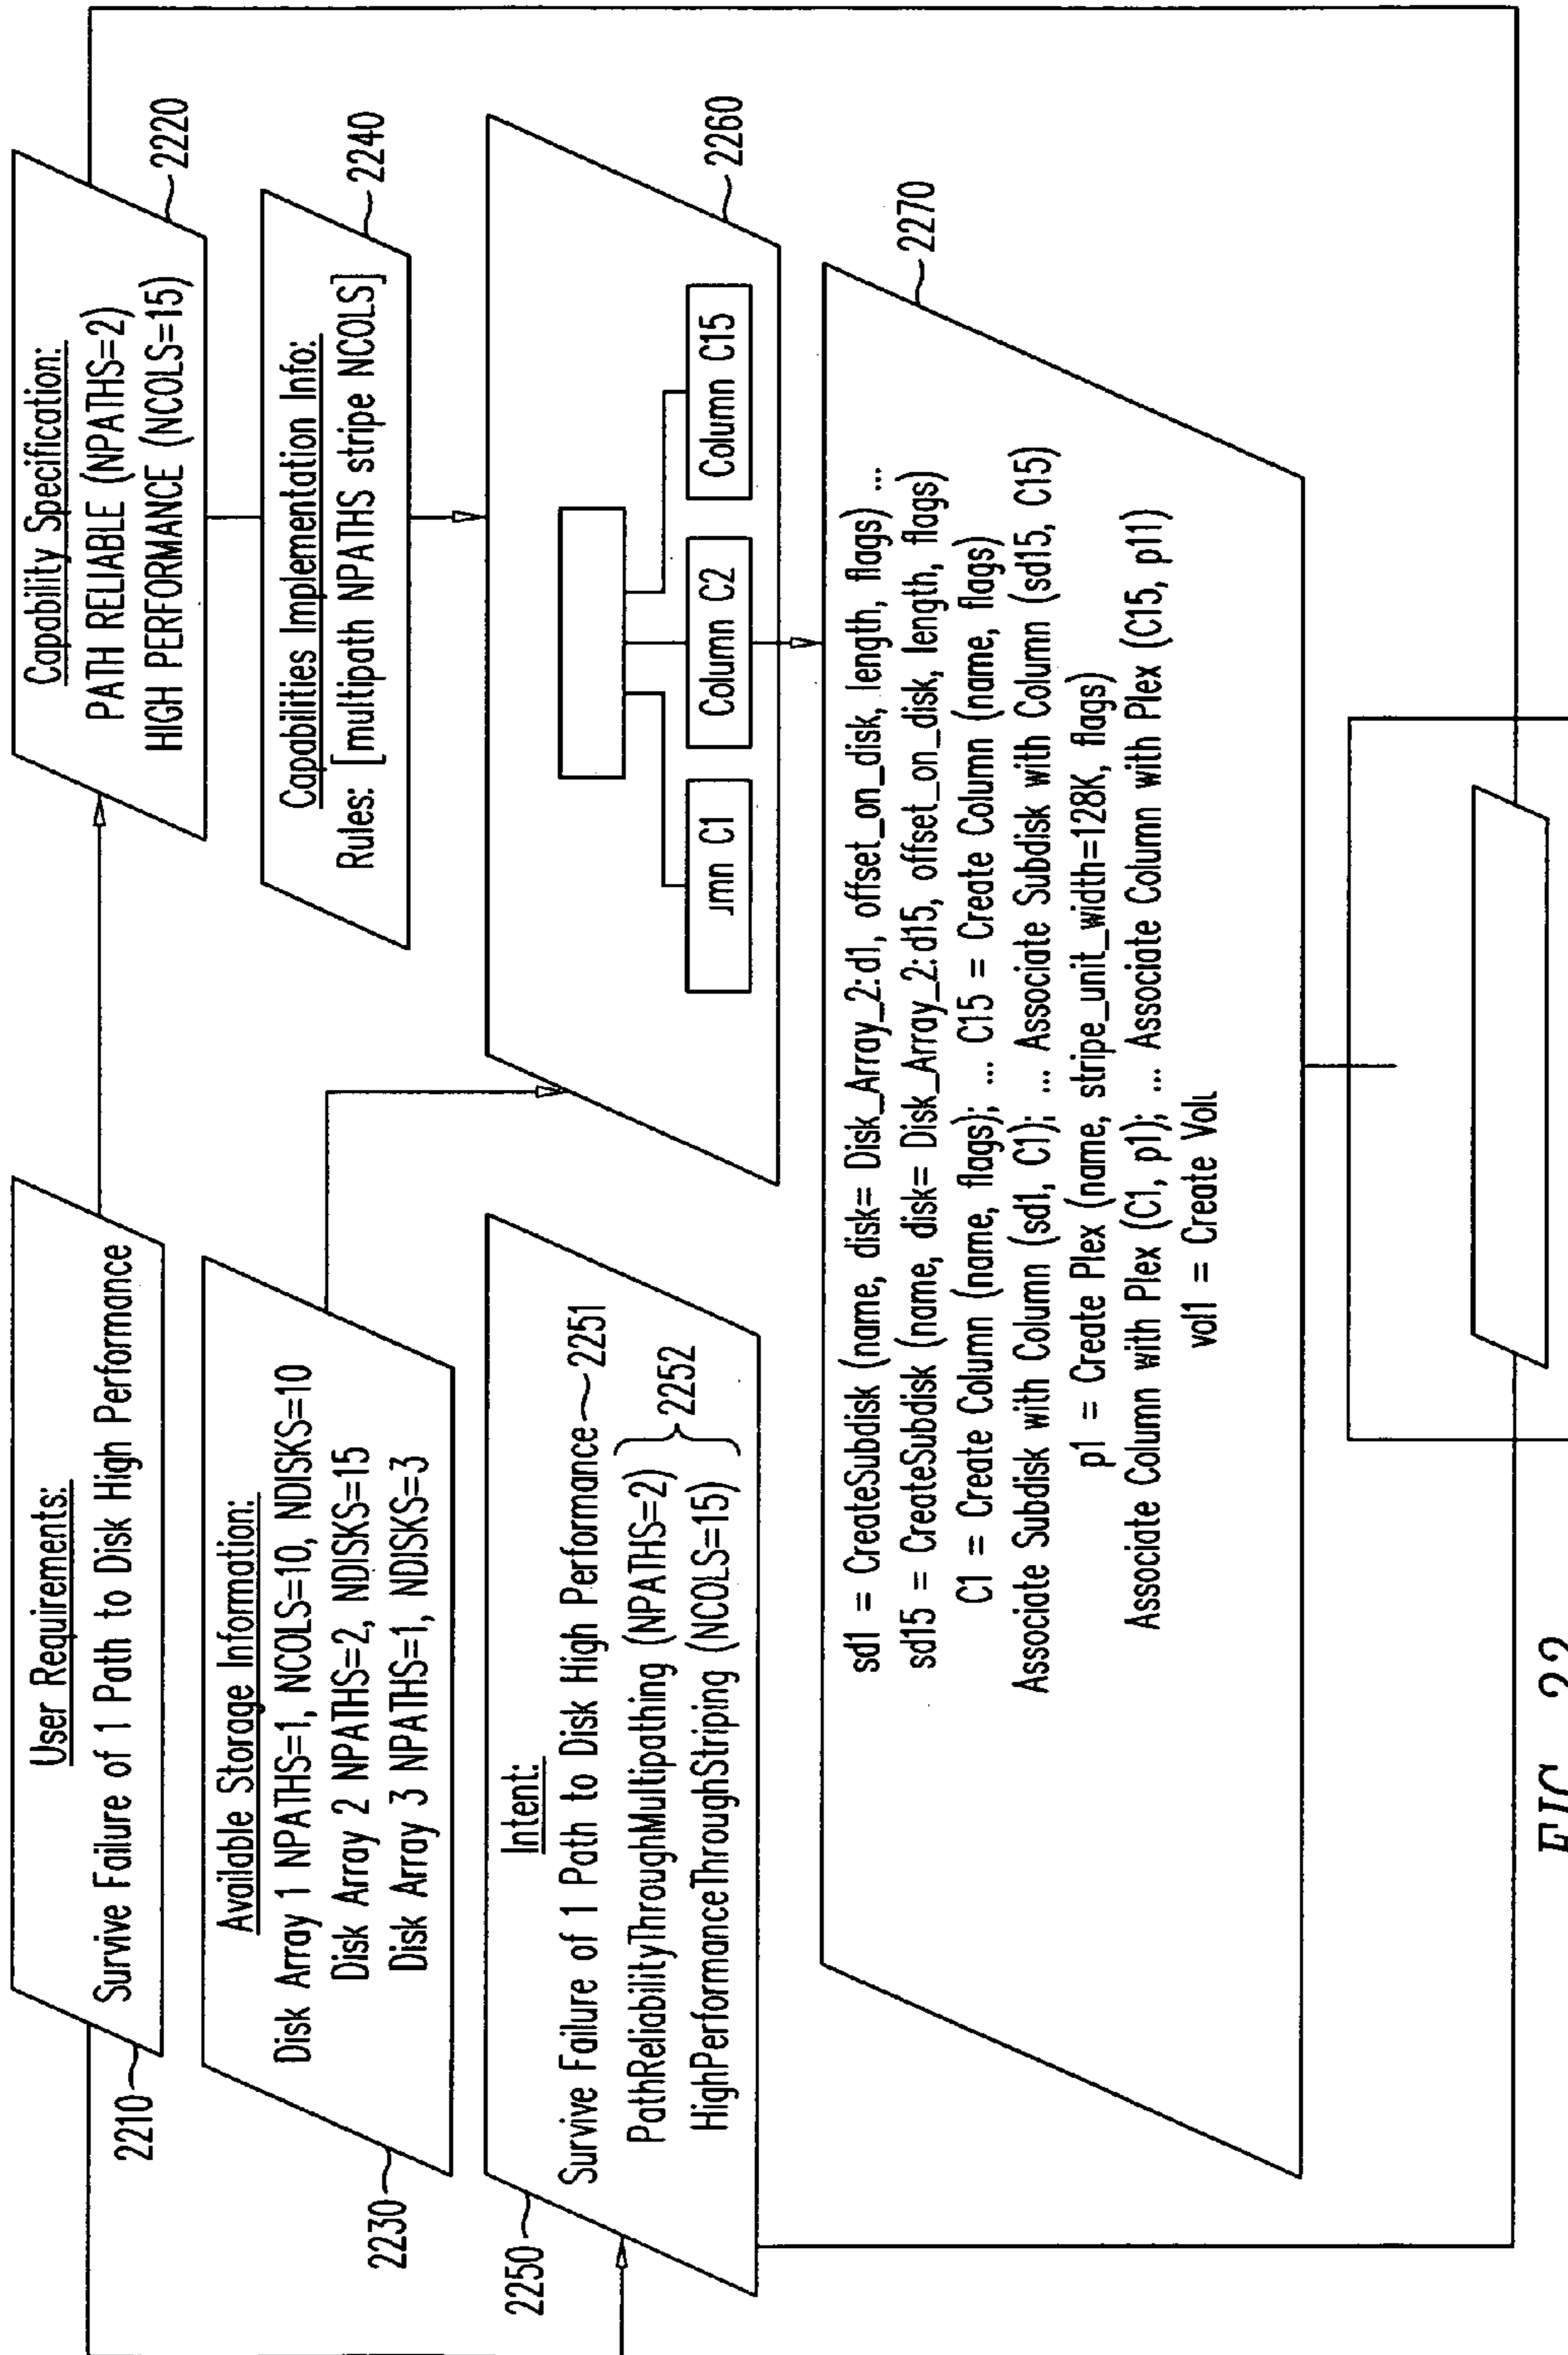 User Requirements:
Survive Failure of 1 Path to Disk High Performance
2210
Capability Specification:
PATH RELIABLE (NPATHS=2)
HIGH PERFORMANCE (NCOLS=15)
2220
Available Storage Information:
Disk Array 1 NPATHS=1, NCOLS=10, NDISKS=10
Disk Array 2 NPATHS=2, NDISKS=15
Disk Array 3 NPATHS=1, NDISKS=3
2230
Capabilities Implementation Info:
Rules: [multipath NPATHS stripe NCOLS]
2240
Intent:
Survive Failure of 1 Path to Disk High Performance 2251
PathReliabilityThroughMultipathing (NPATHS=2)
HighPerformanceThroughStriping (NCOLS=15)
2252
2250
C1
Column C2
Column C15
2260
sd1 = CreateSubdisk (name, disk= Disk_Array_2:d1, offset_on_disk, length, flags) ...
sd15 = CreateSubdisk (name, disk= Disk_Array_2:d15, offset_on_disk, length, flags)
C1 = Create Column (name, flags); ... C15 = Create Column (name, flags)
Associate Subdisk with Column (sd1, C1); ... Associate Subdisk with Column (sd15, C15)
p1 = Create Plex (name, stripe_unit_width=128K, flags)
Associate Column with Plex (C1, p1); ... Associate Column with Plex (C15, p11)
vol1 = Create
2270